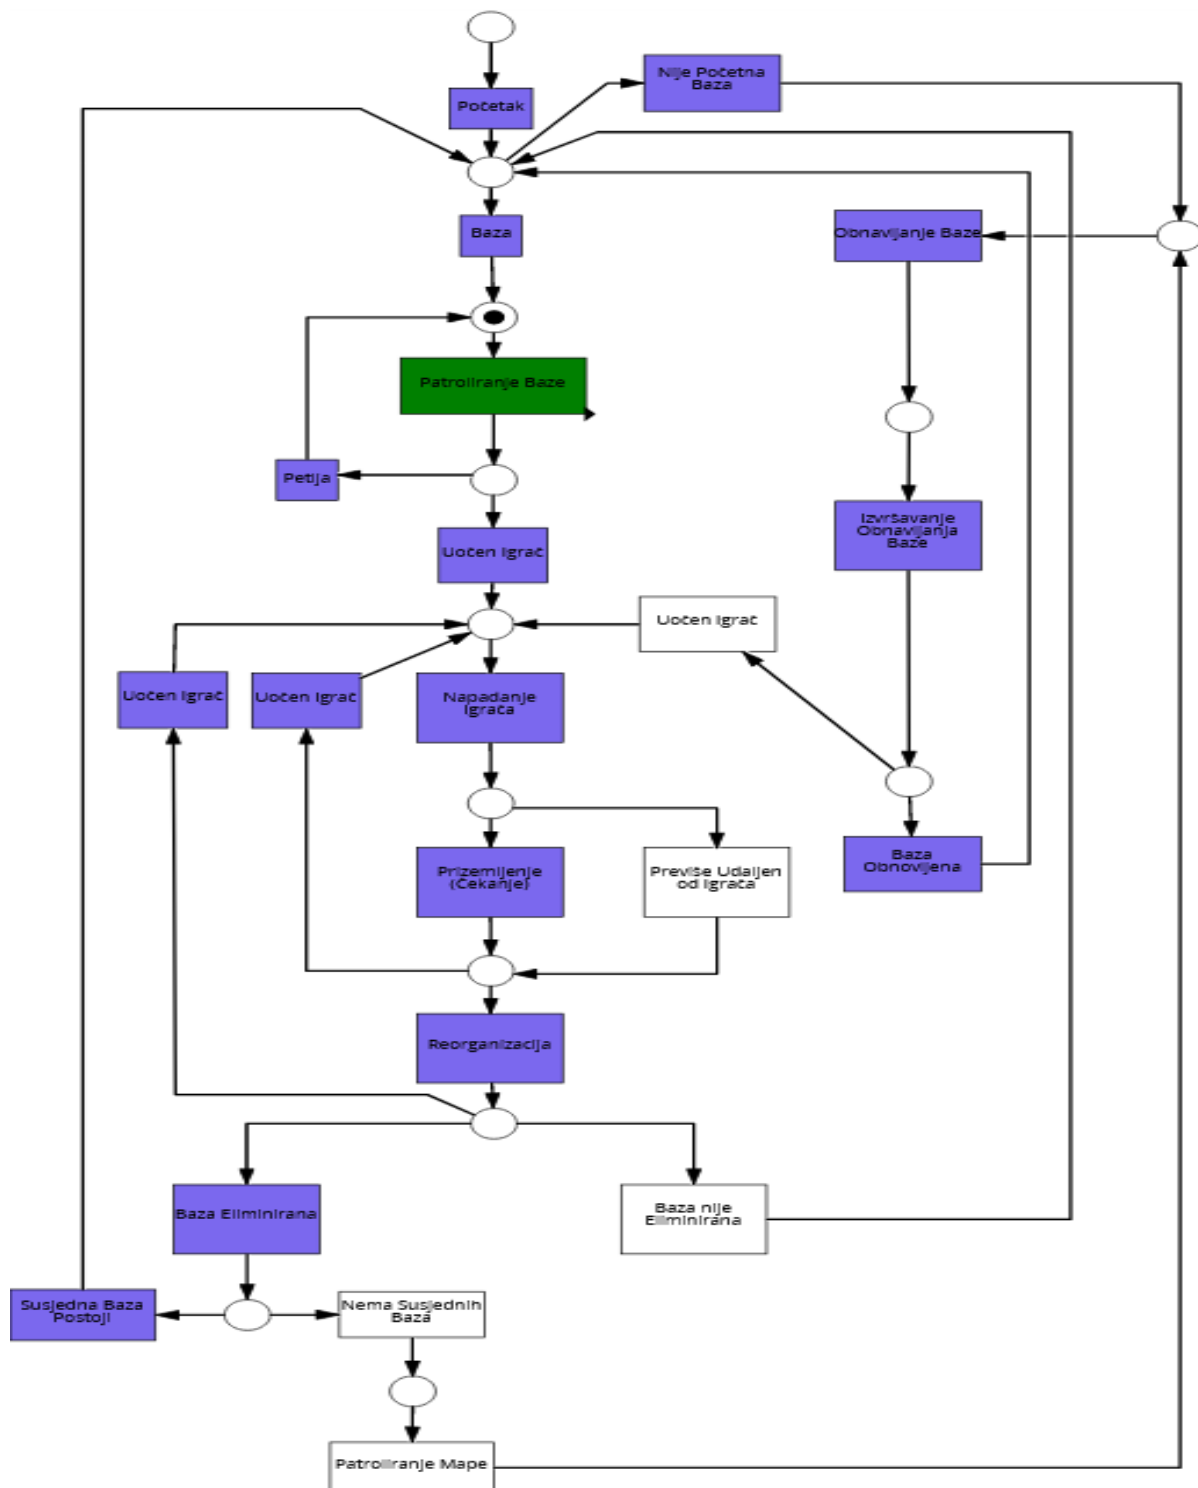 Nije Početna
Baza
Početak
Baza
Obnavljanje Baze
Patroliranje Baze
Petlja
Izvršavanje
Obnavljanja
Baze
Uočen Igrač
Uočen Igrač
Uočen Igrač
Uočen Igrač
Napadanje
Igrača
Prizemljenje
(Čekanje)
Previše Udaljen
od Igrača
Baza
Obnovljena
Reorganizacija
Baza Eliminirana
Baza nije
Eliminirana
Susjedna Baza
Postoji
Nema Susjednih
Baza
Patroliranje Mape